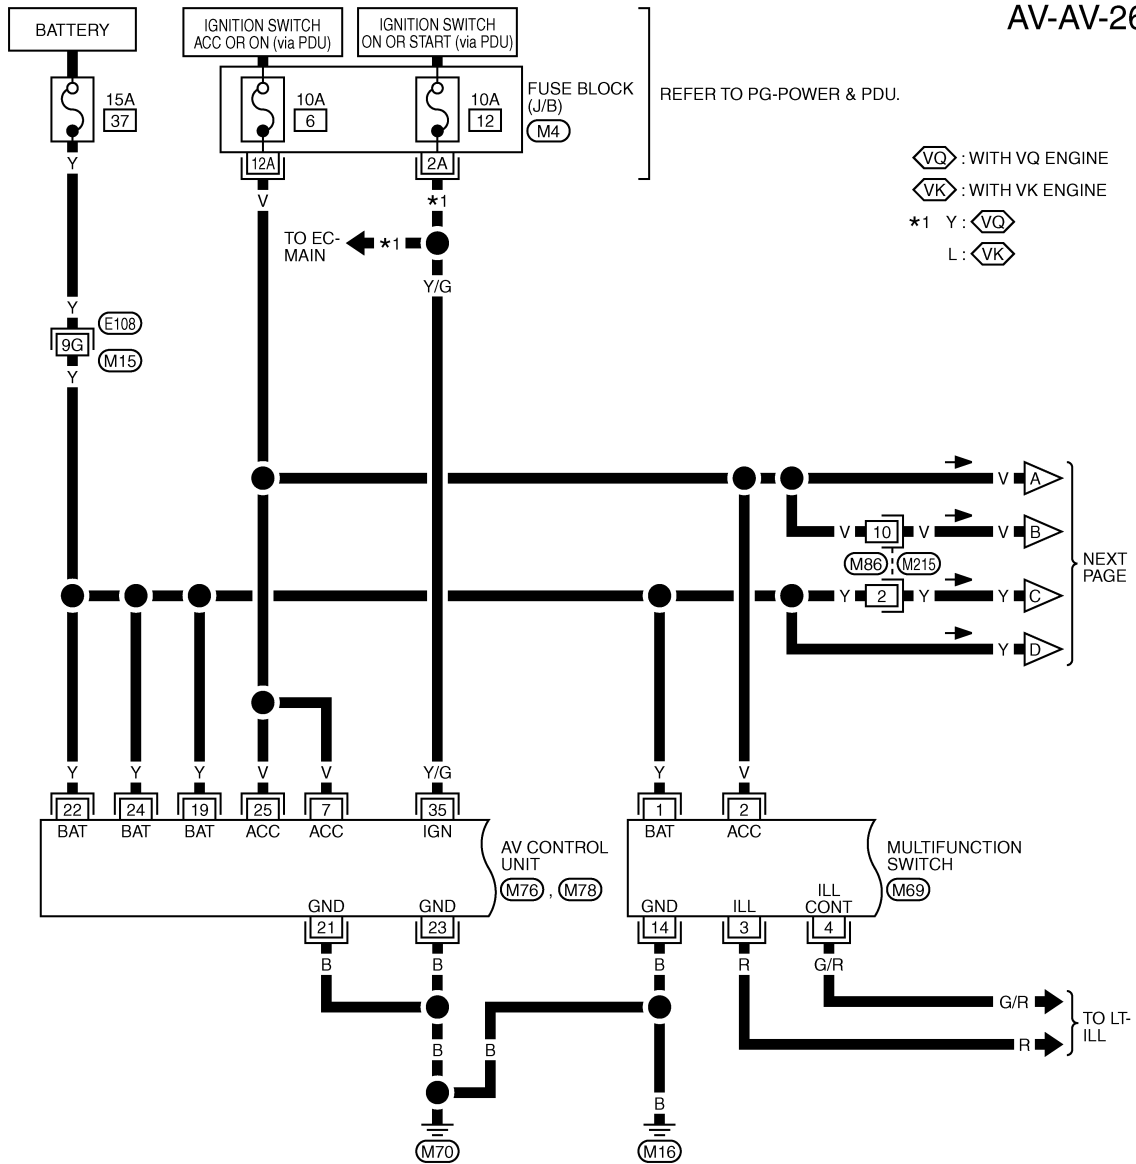 AV-AV-26
BATTERY
IGNITION SWITCH
ACC OR ON (via PDU)
IGNITION SWITCH
ON OR START (via PDU)
15A
37
10A
6
10A
12
FUSE BLOCK
(J/B)
M4
REFER TO PG-POWER & PDU.
12A
2A
Y
V
*1
VQ : WITH VQ ENGINE
VK : WITH VK ENGINE
*1 Y : VQ
L : VK
TO EC-
MAIN
*1
Y/G
Y
E108
9G
M15
Y
V
A
V
10
V
V
B
M86
M215
NEXT
PAGE
Y
2
Y
Y
C
Y
D
Y
Y
Y
V
V
Y/G
Y
V
22
24
19
25
7
35
1
2
BAT
BAT
BAT
ACC
ACC
IGN
BAT
ACC
AV CONTROL
UNIT
M76 , M78
MULTIFUNCTION
SWITCH
M69
GND
GND
GND
ILL
ILL
CONT
21
23
14
3
4
B
B
B
R
G/R
G/R
TO LT-
ILL
R
B
B
B
M70
M16